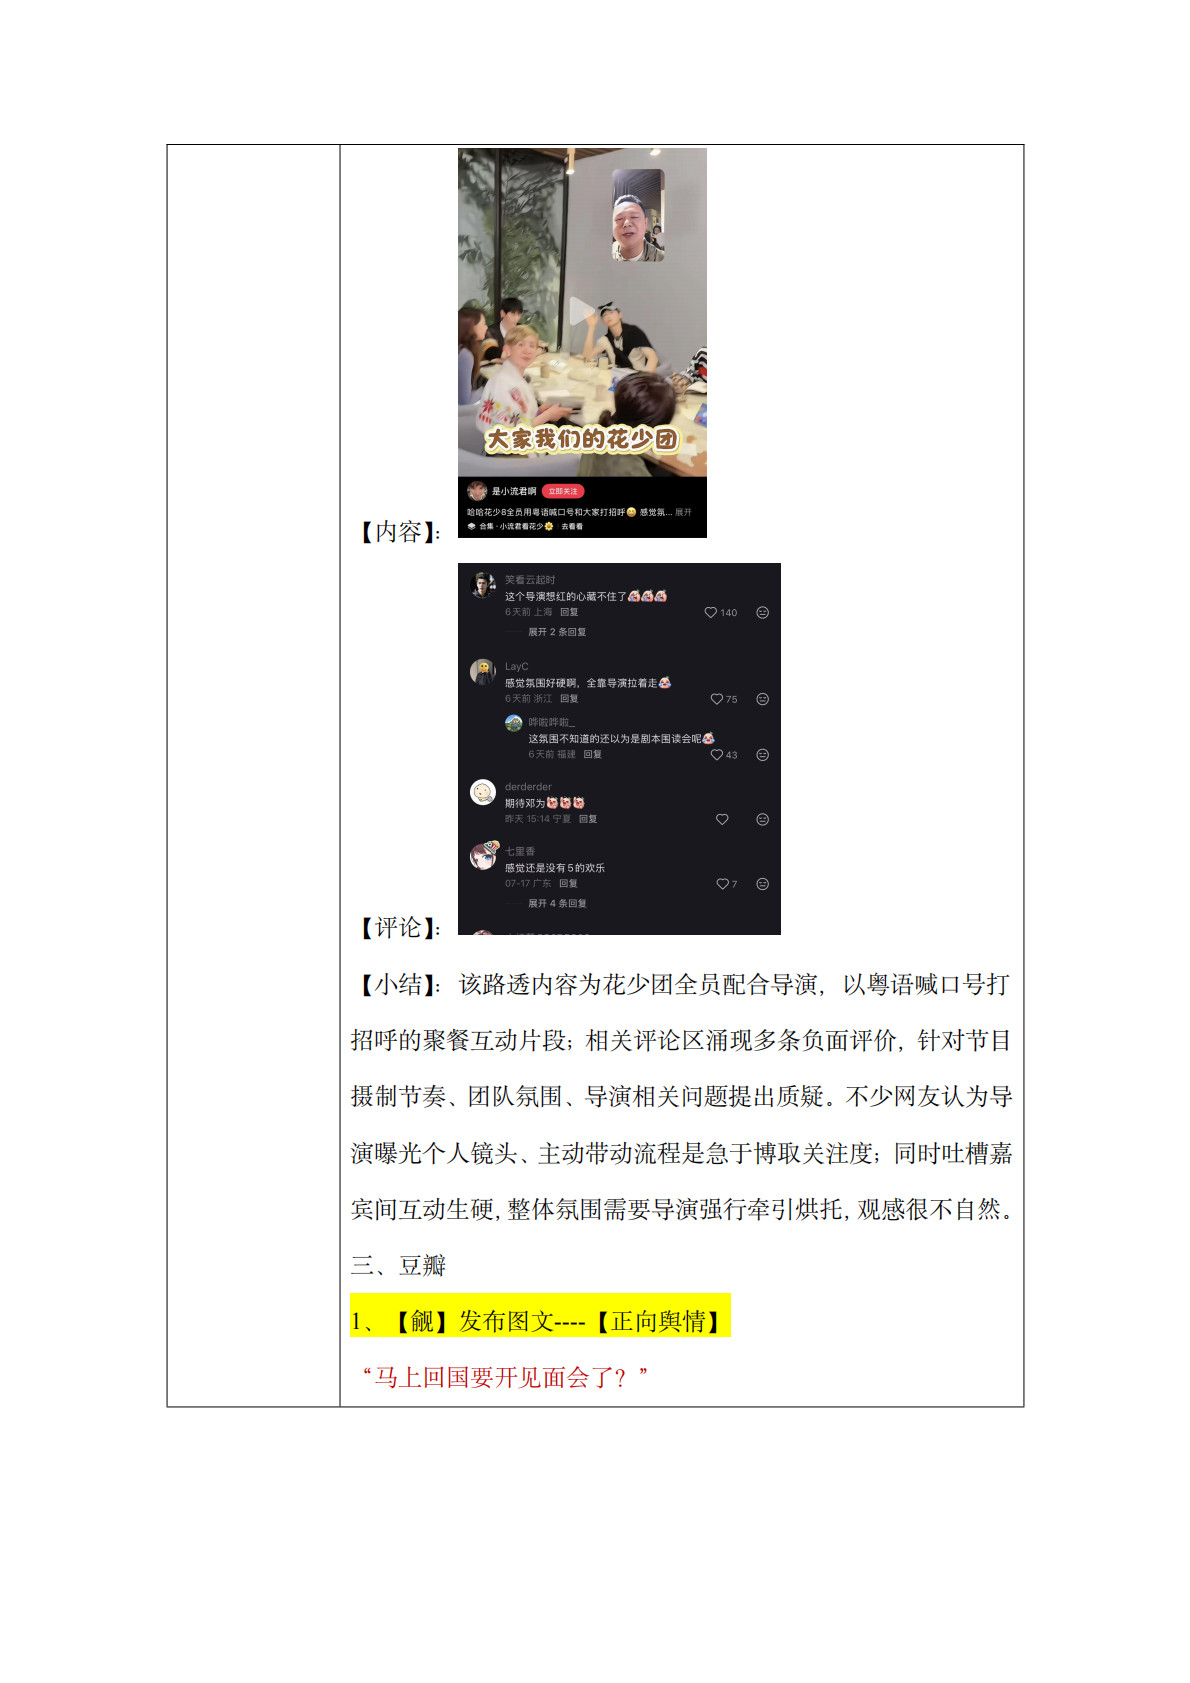 大家我们的花少团
是小流君啊 立即关注
哈哈花少8全员用粤语喊口号和大家打招呼 感觉氛... 展开
合集·小流君看花少 去看看
【内容】:
笑看云起时
这个导演想红的心藏不住了
6天前 上海 回复 140
展开 2 条回复
LayC
感觉氛围好硬啊，全靠导演拉着走
6天前 浙江 回复 75
哗啦哗啦_
这氛围不知道的还以为是剧本围读会呢
6天前 福建 回复 43
derderder
期待邓为
昨天 15:14 宁夏 回复
七里香
感觉还是没有5的欢乐
07-17 广东 回复 7
展开 4 条回复
【评论】:
【小结】: 该路透内容为花少团全员配合导演，以粤语喊口号打
招呼的聚餐互动片段；相关评论区涌现多条负面评价，针对节目
摄制节奏、团队氛围、导演相关问题提出质疑。不少网友认为导
演曝光个人镜头、主动带动流程是急于博取关注度；同时吐槽嘉
宾间互动生硬，整体氛围需要导演强行牵引烘托，观感很不自然。
三、豆瓣
1、【觎】发布图文----【正向舆情】
“马上回国要开见面会了？”